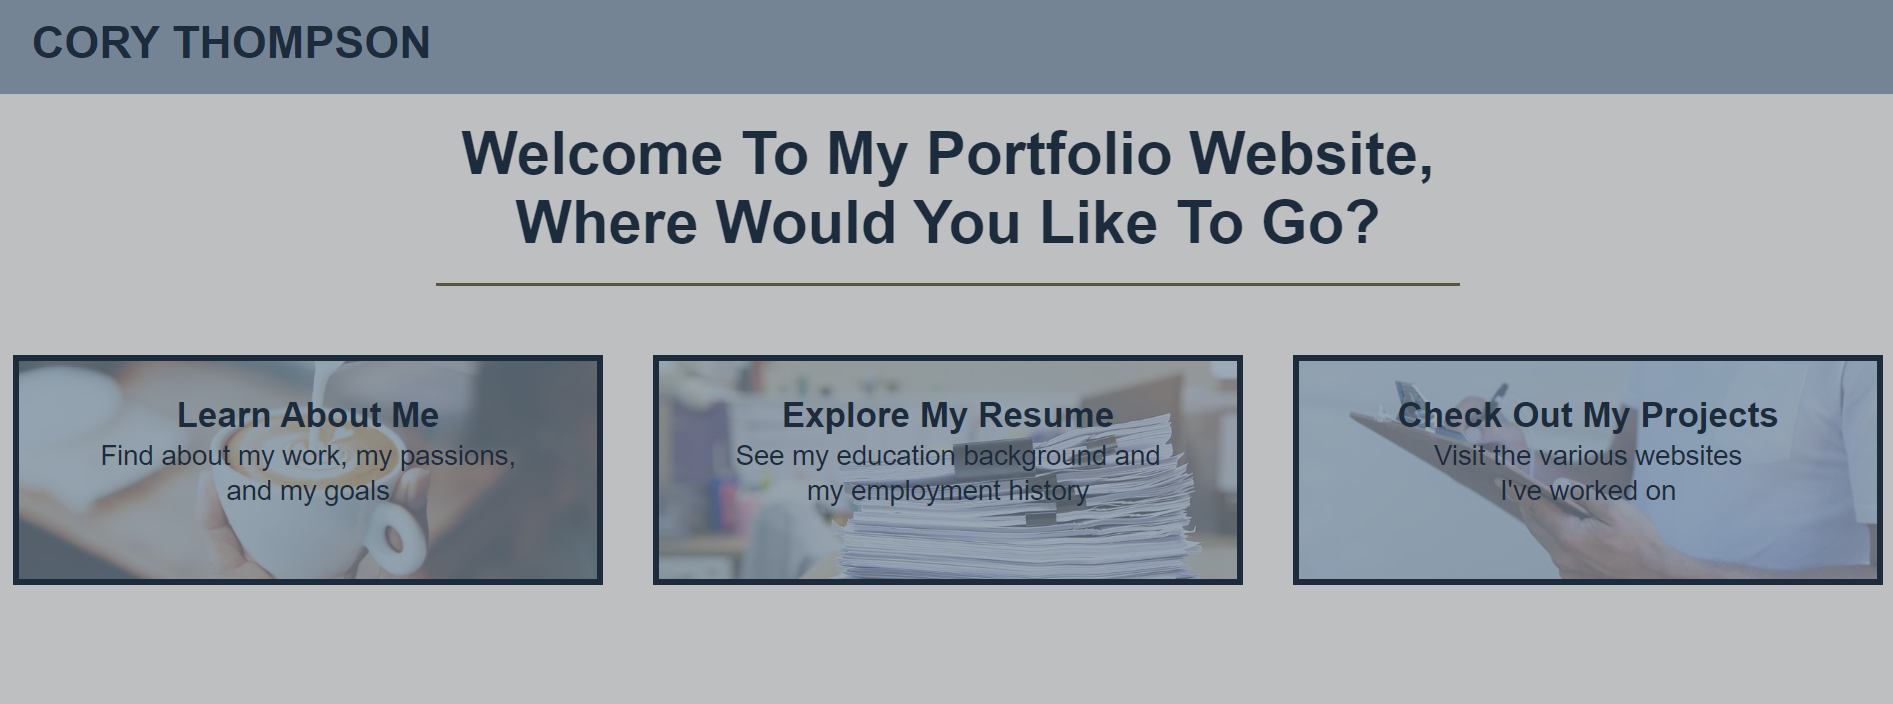 CORY THOMPSON
Welcome To My Portfolio Website,
Where Would You Like To Go?
Learn About Me
Find about my work, my passions,
and my goals
Explore My Resume
See my education background and
my employment history
Check Out My Projects
Visit the various websites
I've worked on